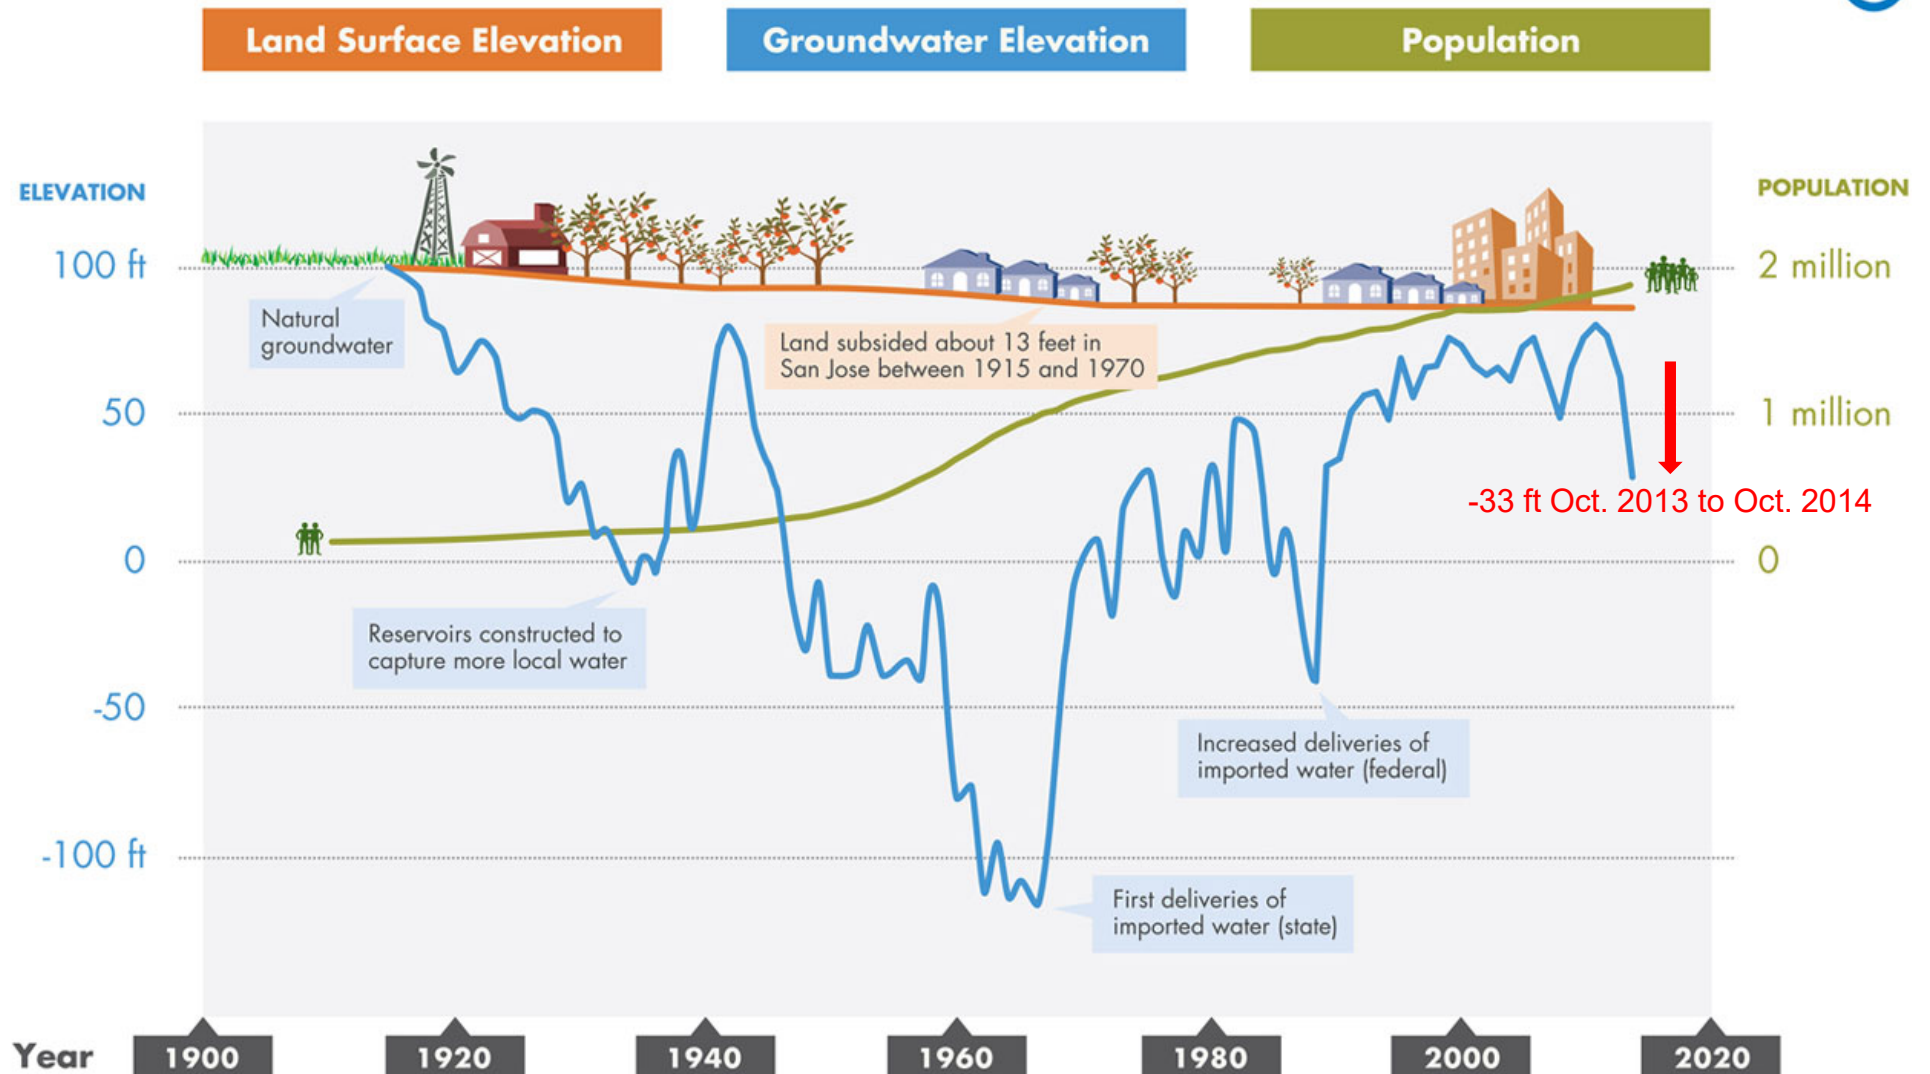 Land Surface Elevation
Groundwater Elevation
Population
ELEVATION
POPULATION
100 ft
2 million
Natural
groundwater
Land subsided about 13 feet in
San Jose between 1915 and 1970
50
1 million
-33 ft Oct. 2013 to Oct. 2014
0
0
Reservoirs constructed to
capture more local water
-50
Increased deliveries of
imported water (federal)
-100 ft
First deliveries of
imported water (state)
Year
1900
1920
1940
1960
1980
2000
2020